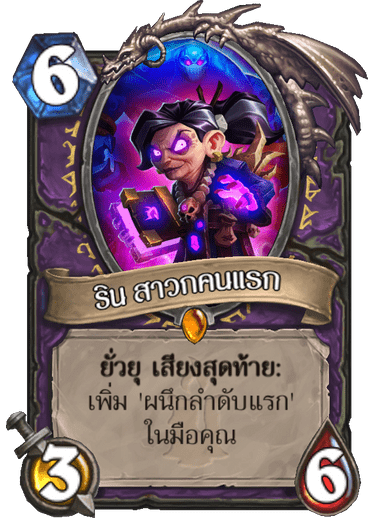 6
ริน สาวกคนแรก
ยั่วยุ เสียงสุดท้าย:
เพิ่ม 'ผนึกลำดับแรก'
ในมือคุณ
3
6